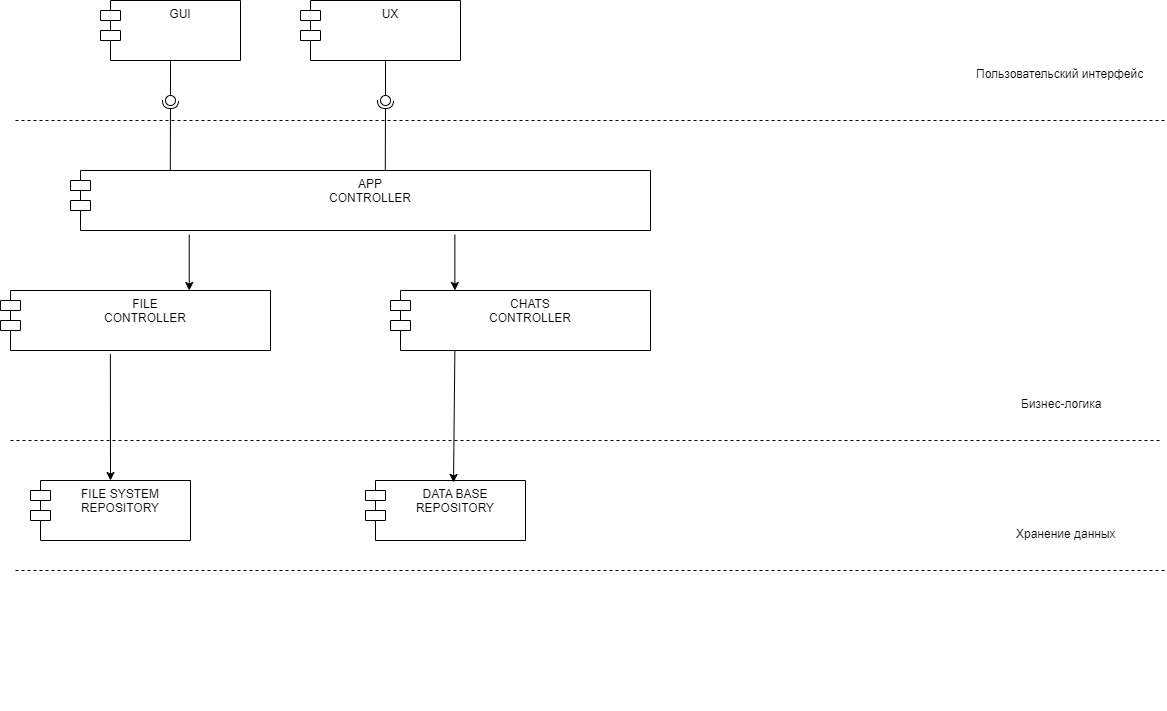 GUI
UX
Пользовательский интерфейс
APP
CONTROLLER
FILE
CONTROLLER
CHATS
CONTROLLER
Бизнес-логика
FILE SYSTEM
REPOSITORY
DATA BASE
REPOSITORY
Хранение данных